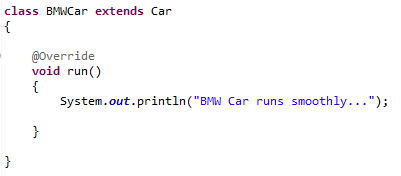 class BMWCar extends Car
{
@Override
void run()
{
System.out.println("BMW Car runs smoothly...");
}
}